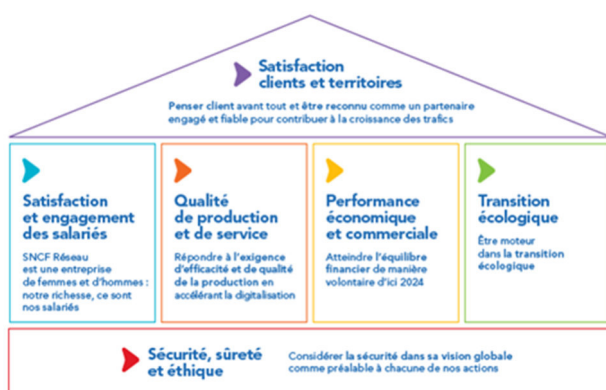 Satisfaction
clients et territoires
Penser client avant tout et être reconnu comme un partenaire
engagé et fiable pour contribuer à la croissance des trafics
Satisfaction
et engagement
des salariés
SNCF Réseau
est une entreprise
de femmes et d'hommes :
notre richesse, ce sont
nos salariés
Qualité
de production
et de service
Répondre à l'exigence
d'efficacité et de qualité
de la production en
accélérant la digitalisation
Performance
économique
et commerciale
Atteindre l'équilibre
financier de manière
volontaire d'ici 2024
Transition
écologique
Être moteur
dans la transition
écologique
Sécurité, sûreté
et éthique
Considérer la sécurité dans sa vision globale
comme préalable à chacune de nos actions